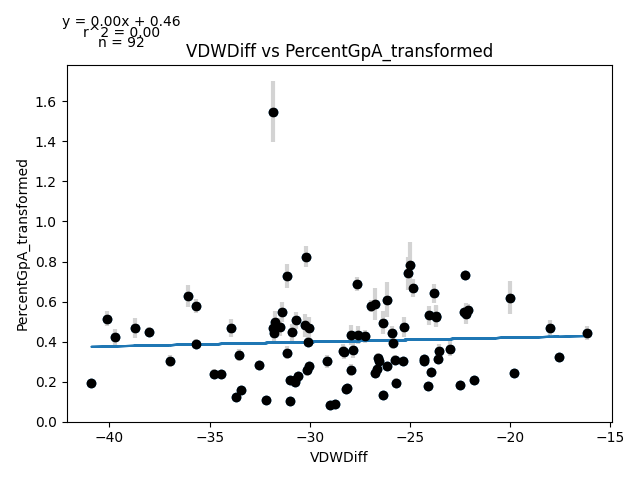 y = 0.00x + 0.46
r^2 = 0.00
n = 92
VDWDiff vs PercentGpA_transformed
PercentGpA_transformed
1.6
1.4
1.2
1.0
0.8
0.6
0.4
0.2
0.0
−40 −35 −30 −25 −20 −15
VDWDiff